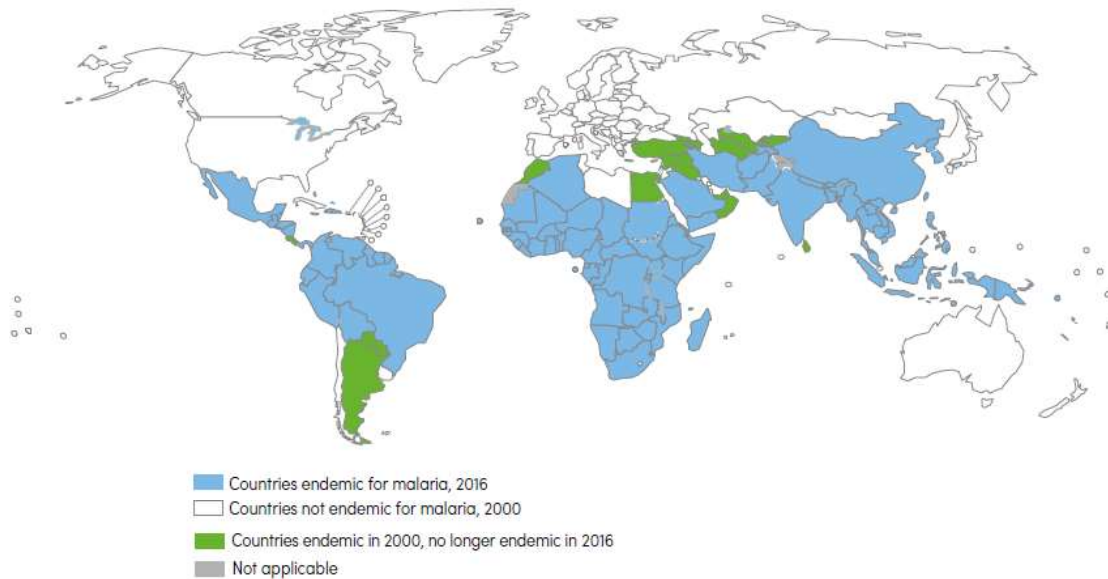 Countries endemic for malaria, 2016
Countries not endemic for malaria, 2000
Countries endemic in 2000, no longer endemic in 2016
Not applicable